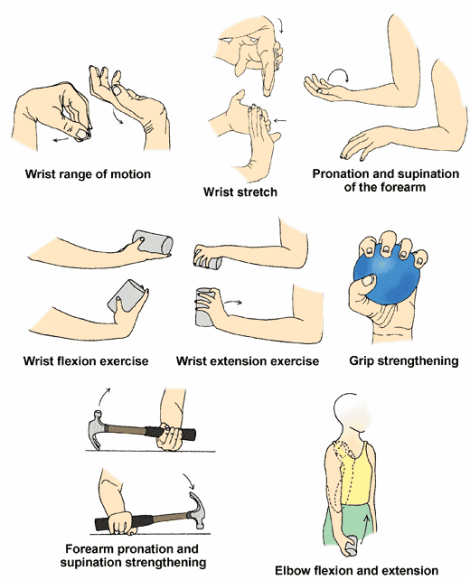 Wrist range of motion
Wrist stretch
Pronation and supination
of the forearm
Wrist flexion exercise
Wrist extension exercise
Grip strengthening
Forearm pronation and
supination strengthening
Elbow flexion and extension